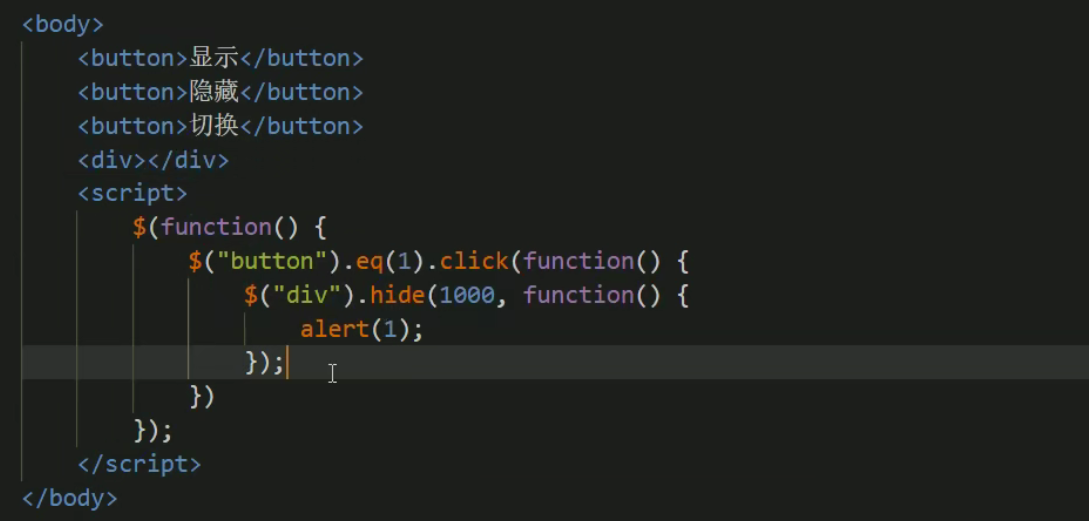 <body>
<button>显示</button>
<button>隐藏</button>
<button>切换</button>
<div></div>
<script>
$(function() {
$("button").eq(1).click(function() {
$("div").hide(1000, function() {
alert(1);
});
})
});
</script>
</body>